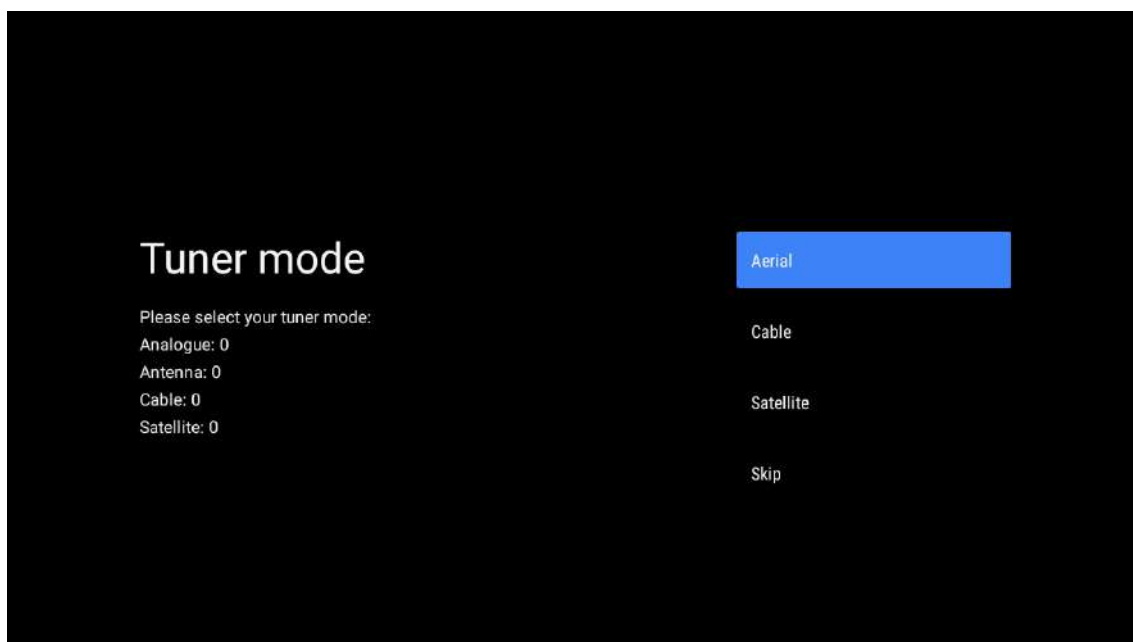 Tuner mode
Please select your tuner mode:
Analogue: 0
Antenna: 0
Cable: 0
Satellite: 0
Aerial
Cable
Satellite
Skip